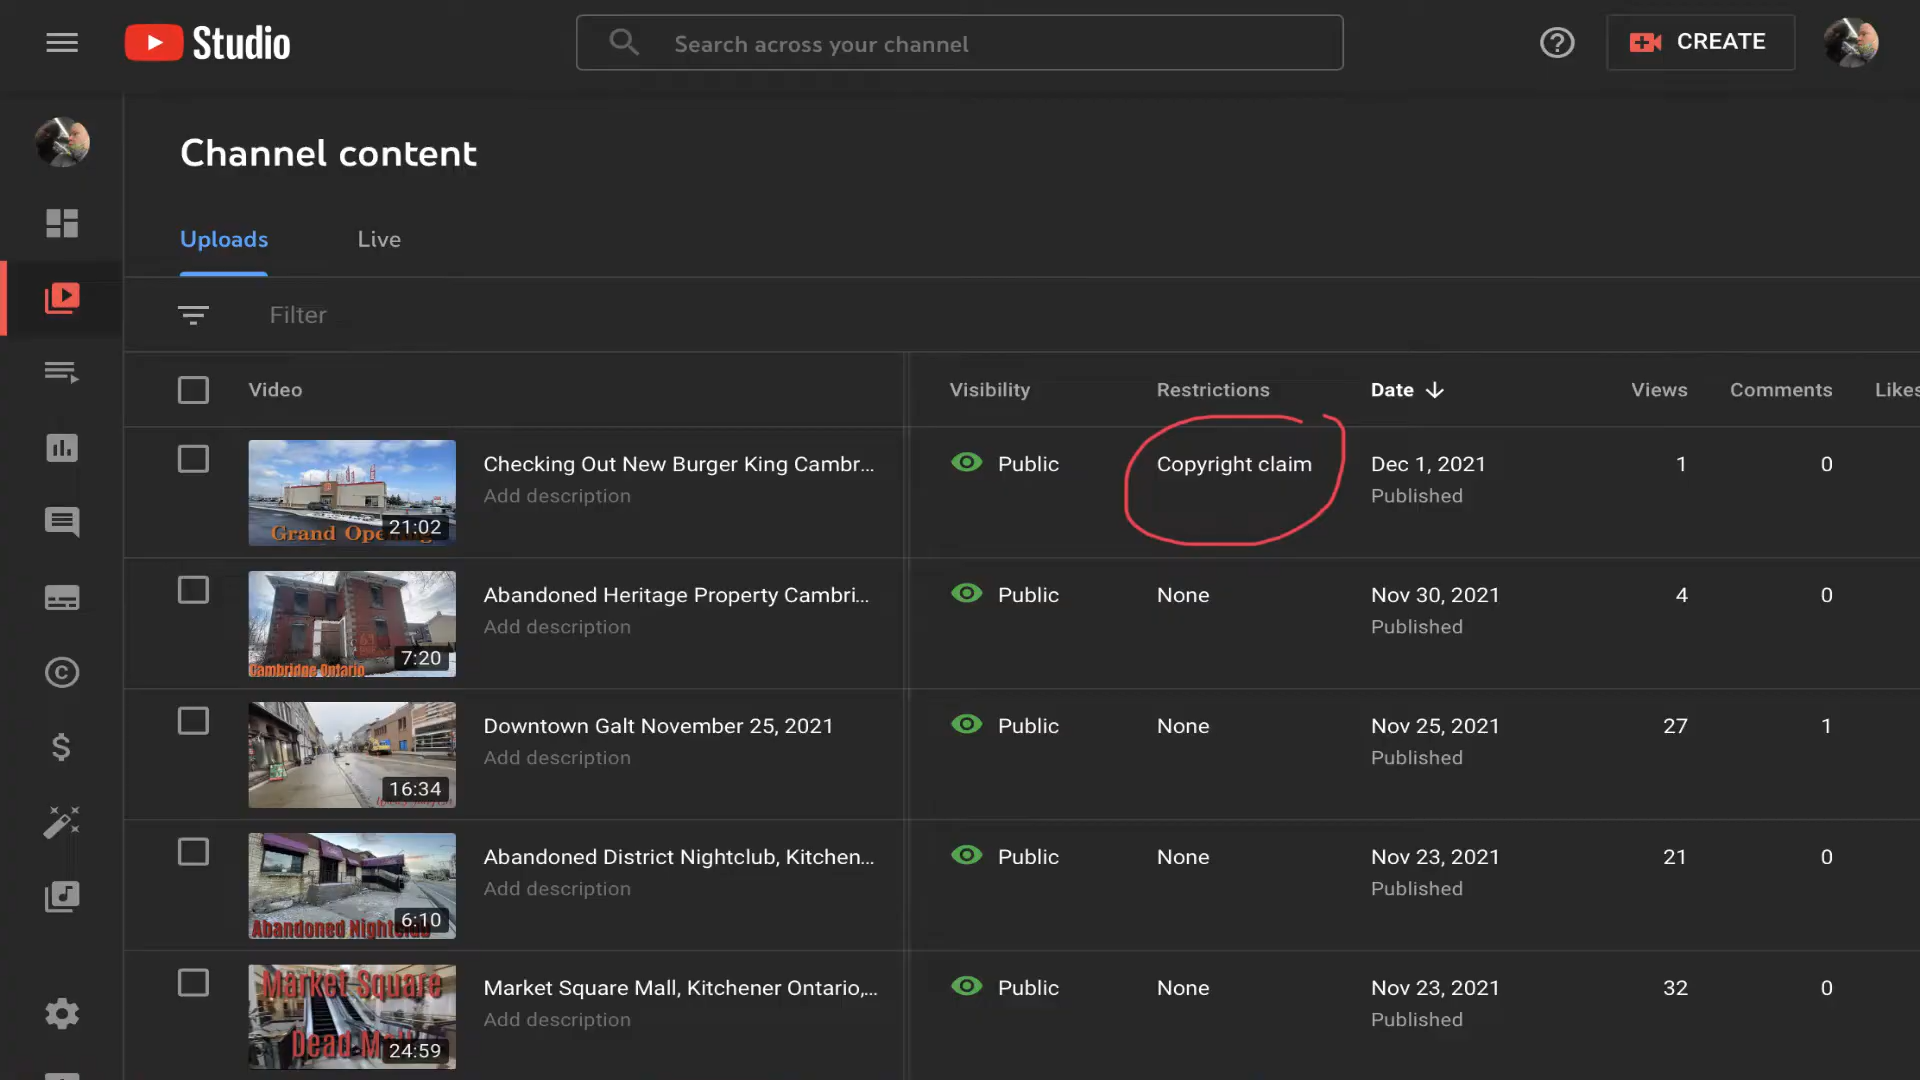 Studio
Search across your channel
CREATE
Channel content
Uploads
Live
Filter
Video
Visibility
Restrictions
Date
Views
Comments
Likes
Grand Ope
21:02
Checking Out New Burger King Cambr...
Add description
Public
Copyright claim
Dec 1, 2021
Published
1
0
Cambridge Ontario
7:20
Abandoned Heritage Property Cambri...
Add description
Public
None
Nov 30, 2021
Published
4
0
16:34
Downtown Galt November 25, 2021
Add description
Public
None
Nov 25, 2021
Published
27
1
Abandoned Nightclub
6:10
Abandoned District Nightclub, Kitchen...
Add description
Public
None
Nov 23, 2021
Published
21
0
Market Square
Dead M
24:59
Market Square Mall, Kitchener Ontario,...
Add description
Public
None
Nov 23, 2021
Published
32
0